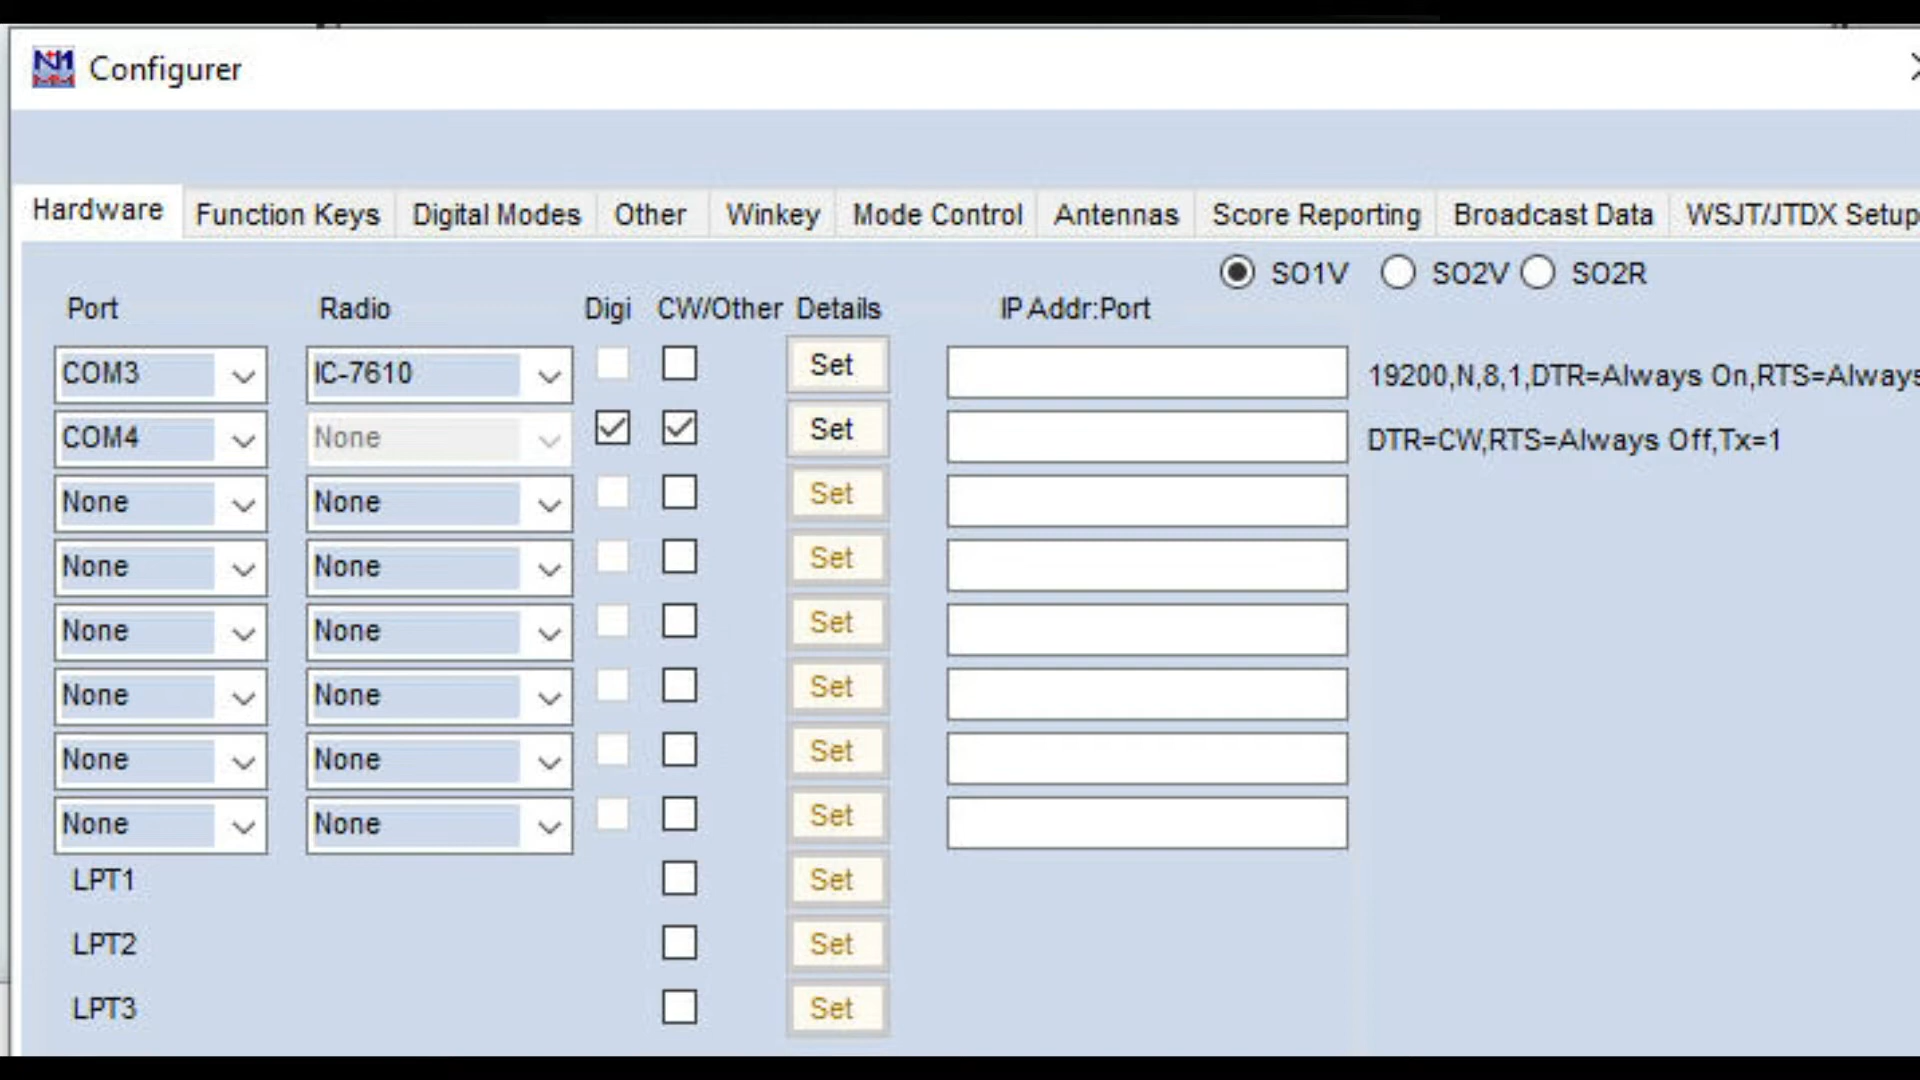 Configurer
Hardware Function Keys Digital Modes Other Winkey Mode Control Antennas Score Reporting Broadcast Data WSJT/JTDX Setup
SO1V SO2V SO2R
Port Radio Digi CW/Other Details IP Addr:Port
COM3 IC-7610 Set 19200,N,8,1,DTR=Always On,RTS=Always
COM4 None Set DTR=CW,RTS=Always Off,Tx=1
None None Set
None None Set
None None Set
None None Set
None None Set
None None Set
LPT1 Set
LPT2 Set
LPT3 Set